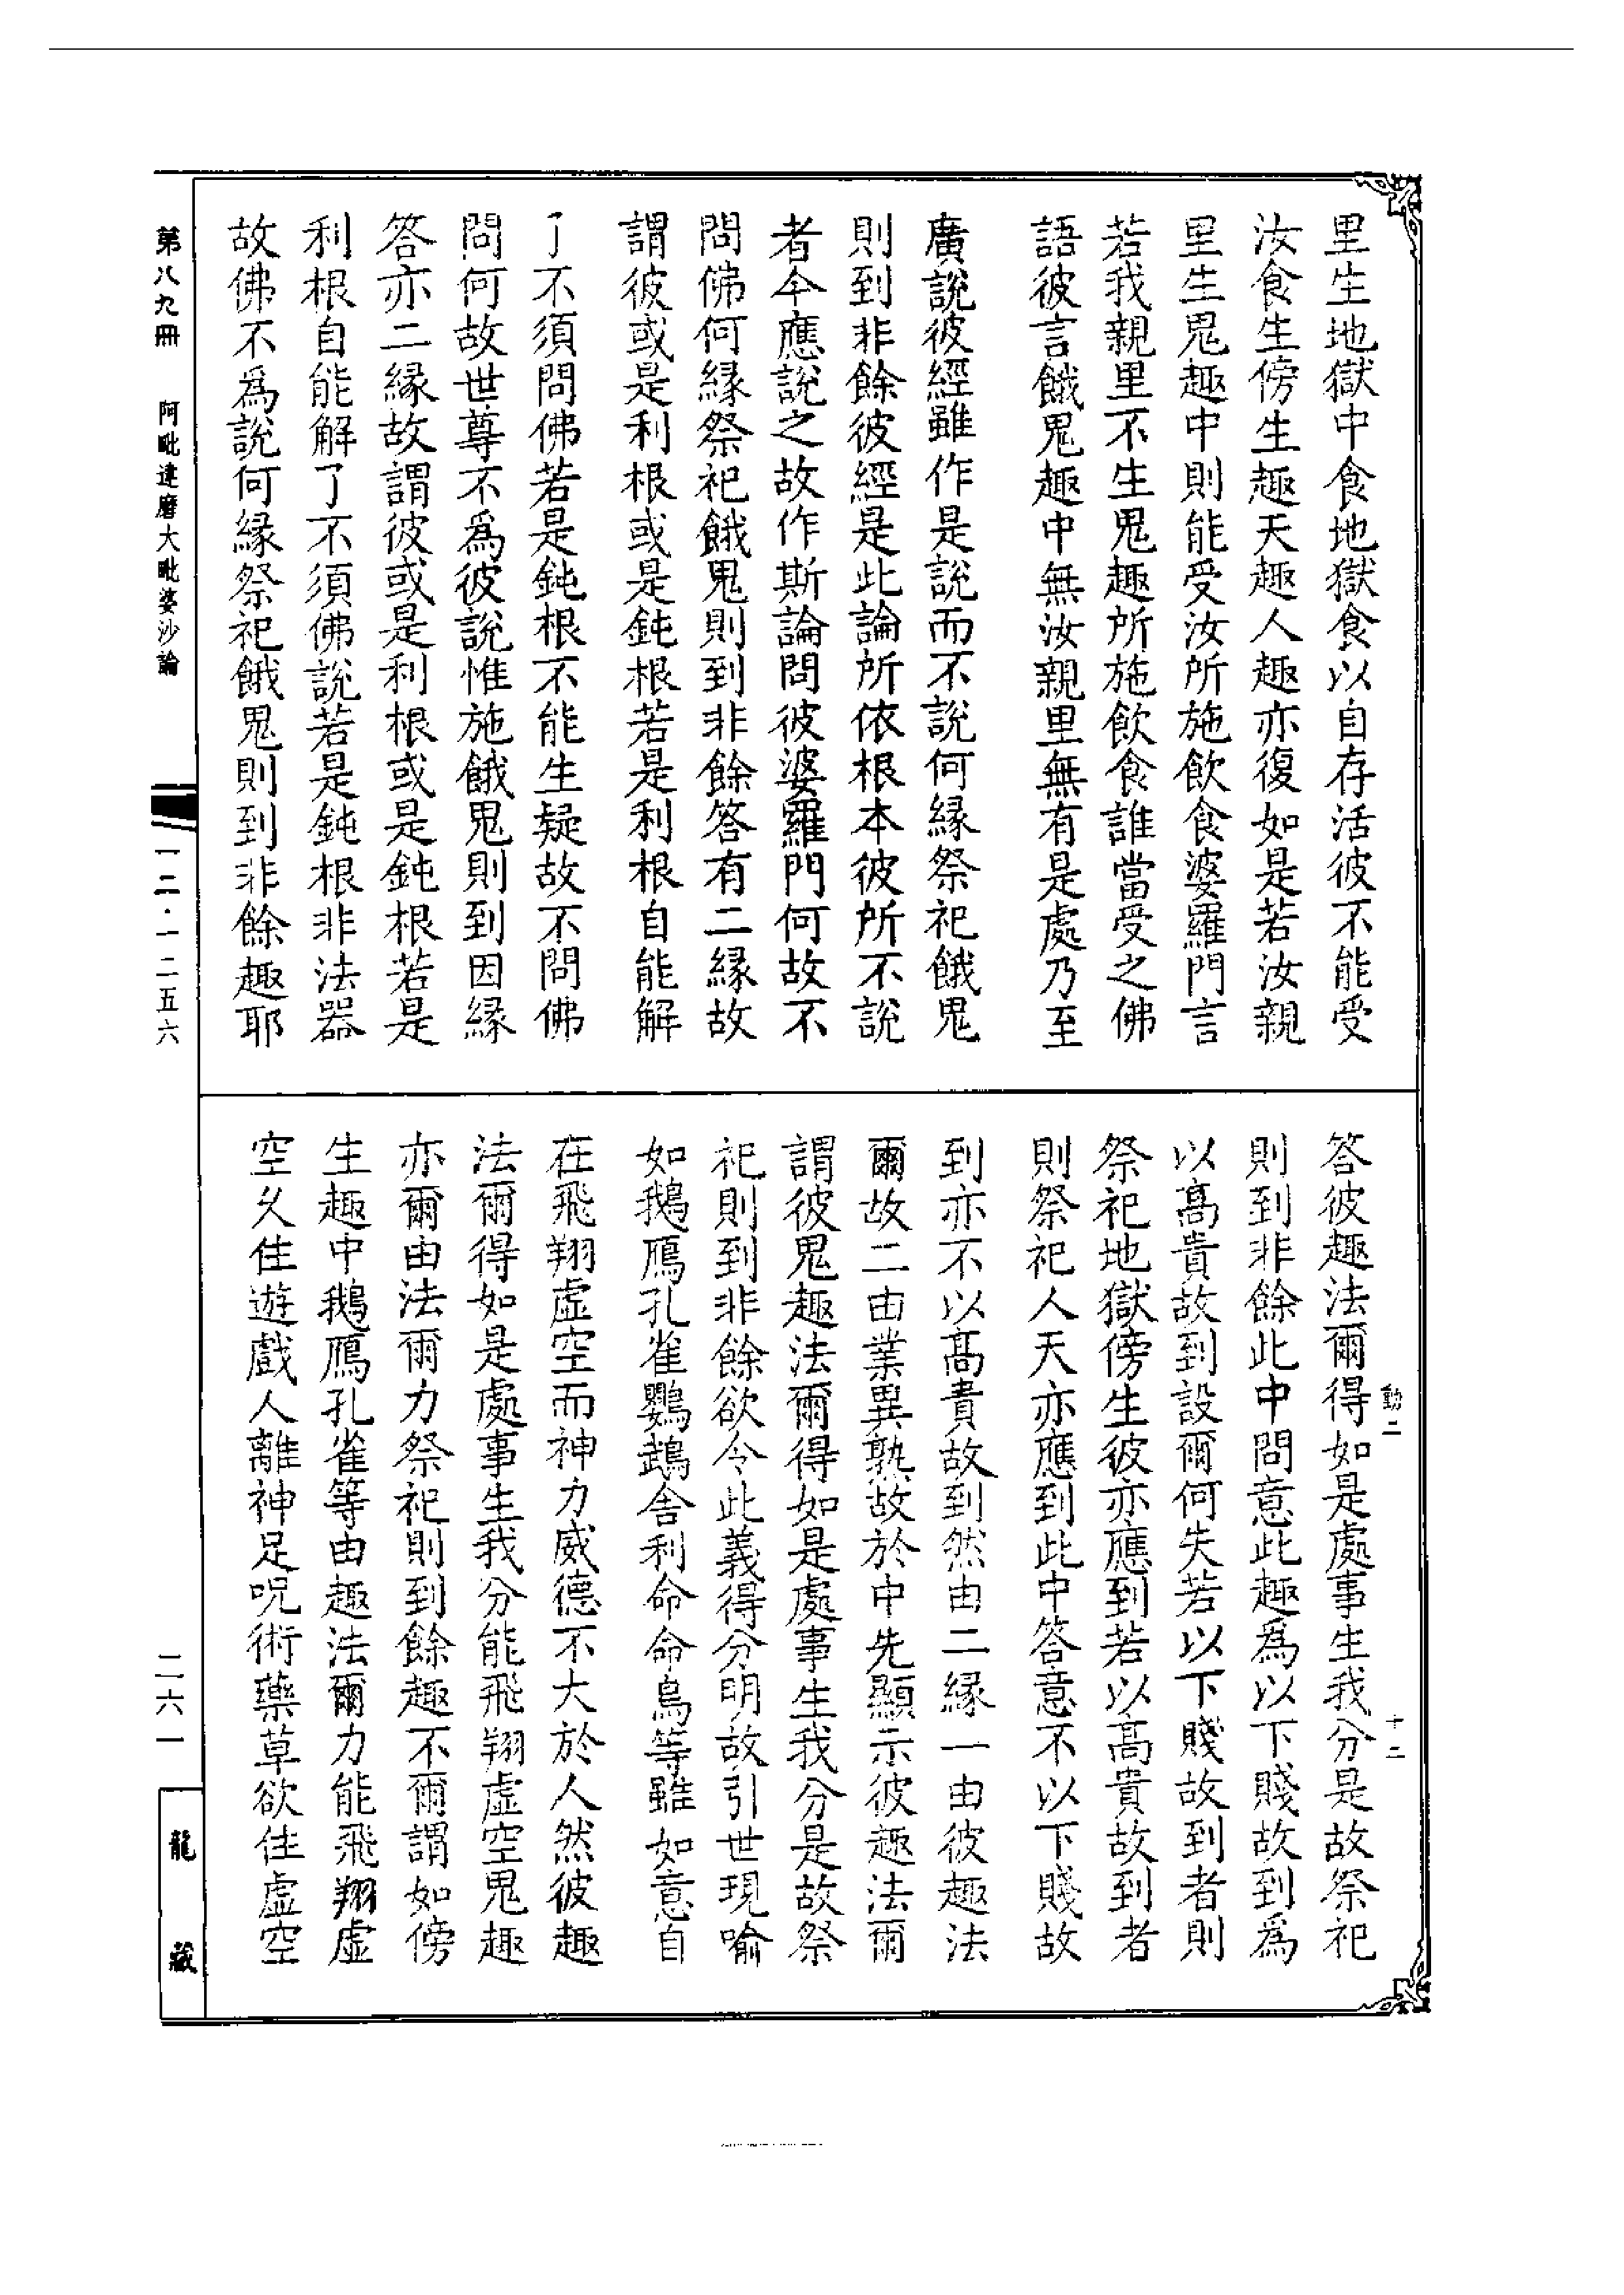 里生地獄中食地獄食以自存活彼不能受
汝食生傍生趣天趣人趣亦復如是若汝親
里生鬼趣中則能受汝所施飲食婆羅門言
若我親里不生鬼趣所施飲食誰當受之佛
語彼言餓鬼趣中無汝親里無有是處乃至
廣說彼經雖作是說而不說何緣祭祀餓鬼
則到非餘彼經是此論所依根本彼所不說
者今應說之故作斯論問彼婆羅門何故不
問佛何緣祭祀餓鬼則到非餘答有二緣故
謂彼或是利根或是鈍根若是利根自能解
了不須問佛若是鈍根不能生疑故不問佛
問何故世尊不爲彼說惟施餓鬼則到因緣
答亦二緣故謂彼或是利根或是鈍根若是
利根自能解了不須佛說若是鈍根非法器
故佛不爲說何緣祭祀餓鬼則到非餘趣耶
答彼趣法爾得如是處事生我分是故祭祀
則到非餘此中問意此趣爲以下賤故到爲
以高貴故到設爾何失若以下賤故到者則
祭祀地獄傍生彼亦應到若以高貴故到者
則祭祀人天亦應到此中答意不以下賤故
到亦不以高貴故到然由二緣一由彼趣法
爾故二由業異熟故於中先顯示彼趣法爾
謂彼鬼趣法爾得如是處事生我分是故祭
祀則到非餘欲令此義得分明故引世現喻
如鵝鴈孔雀鸚鵡舍利命命鳥等雖如意自
在飛翔虛空而神力威德不大於人然彼趣
法爾得如是處事生我分能飛翔虛空鬼趣
亦爾由法爾力祭祀則到餘趣不爾謂如傍
生趣中鵝鴈孔雀等由趣法爾力能飛翔虛
空久住遊戲人離神足呪術藥草欲住虛空
動二
十二
第八九冊 阿毗達磨大毗婆沙論
一二·一二五六
二六一
龍藏